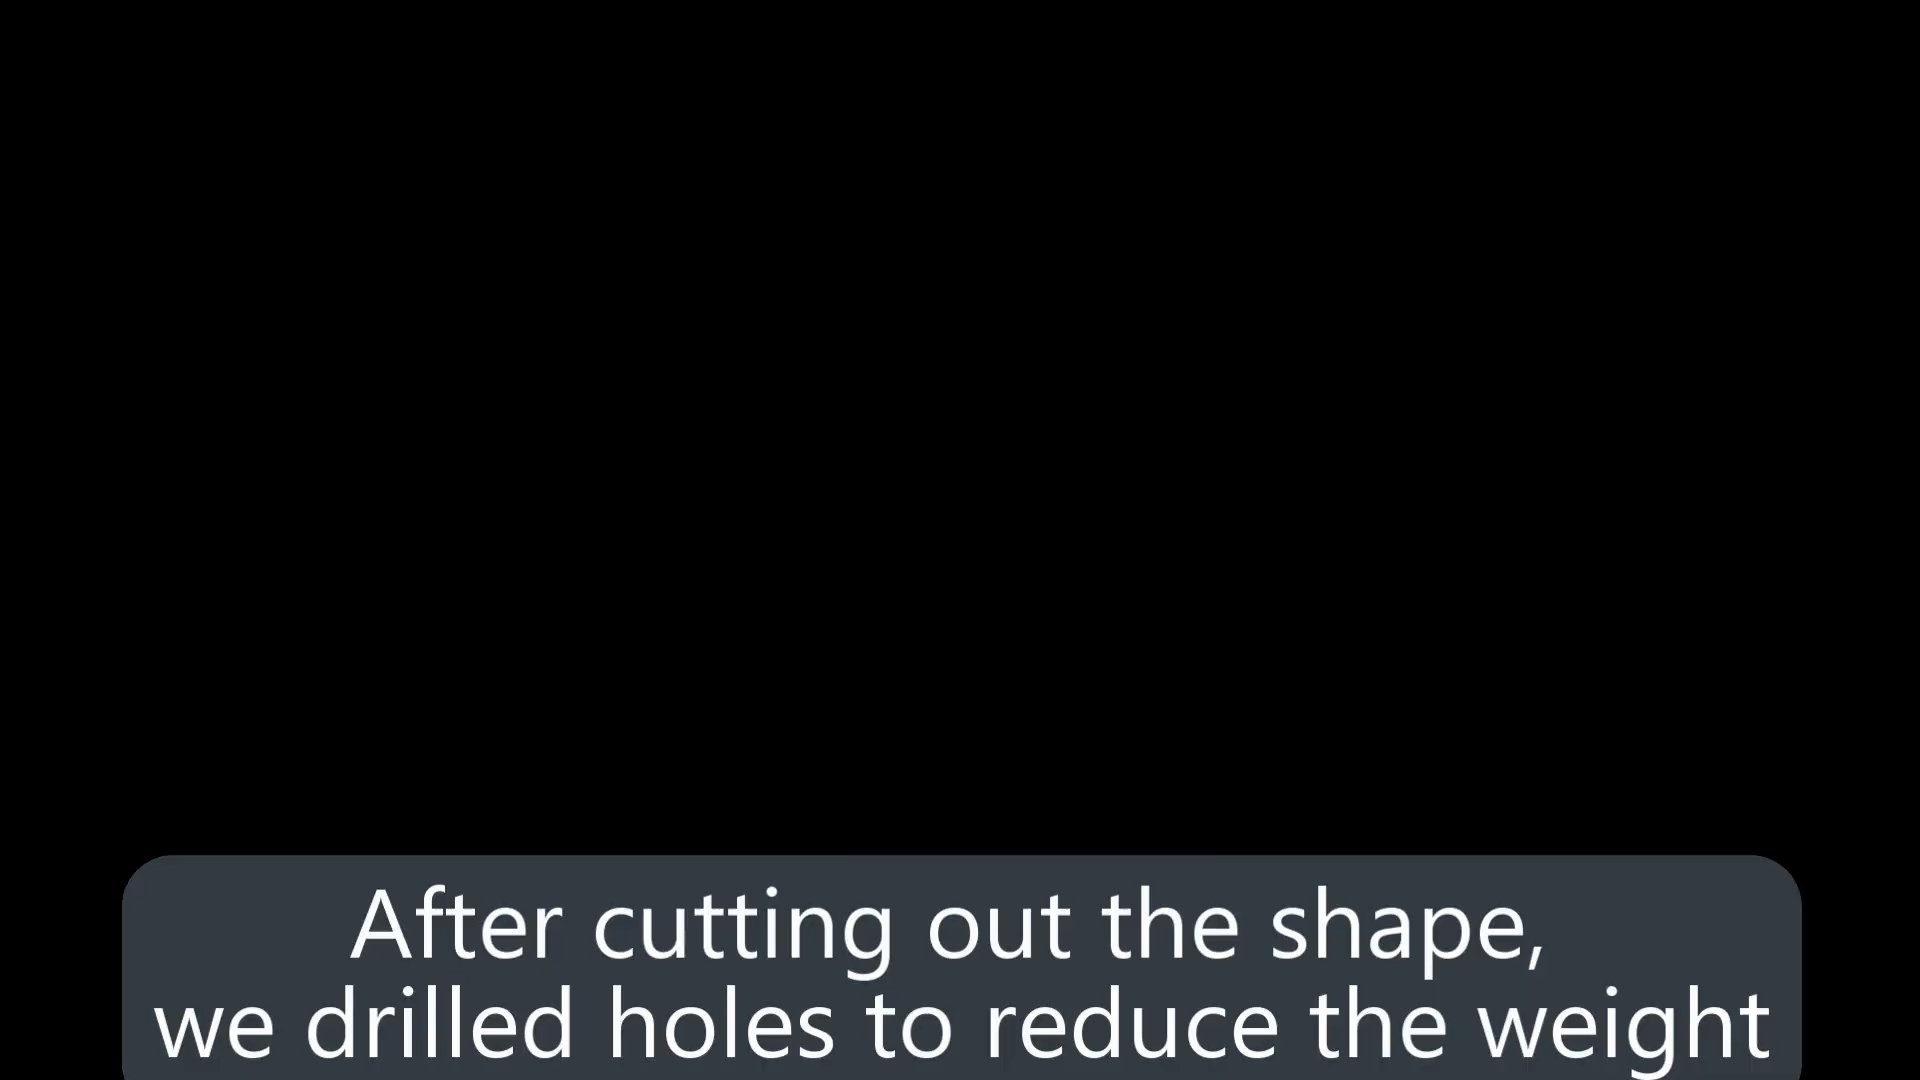 After cutting out the shape,
we drilled holes to reduce the weight